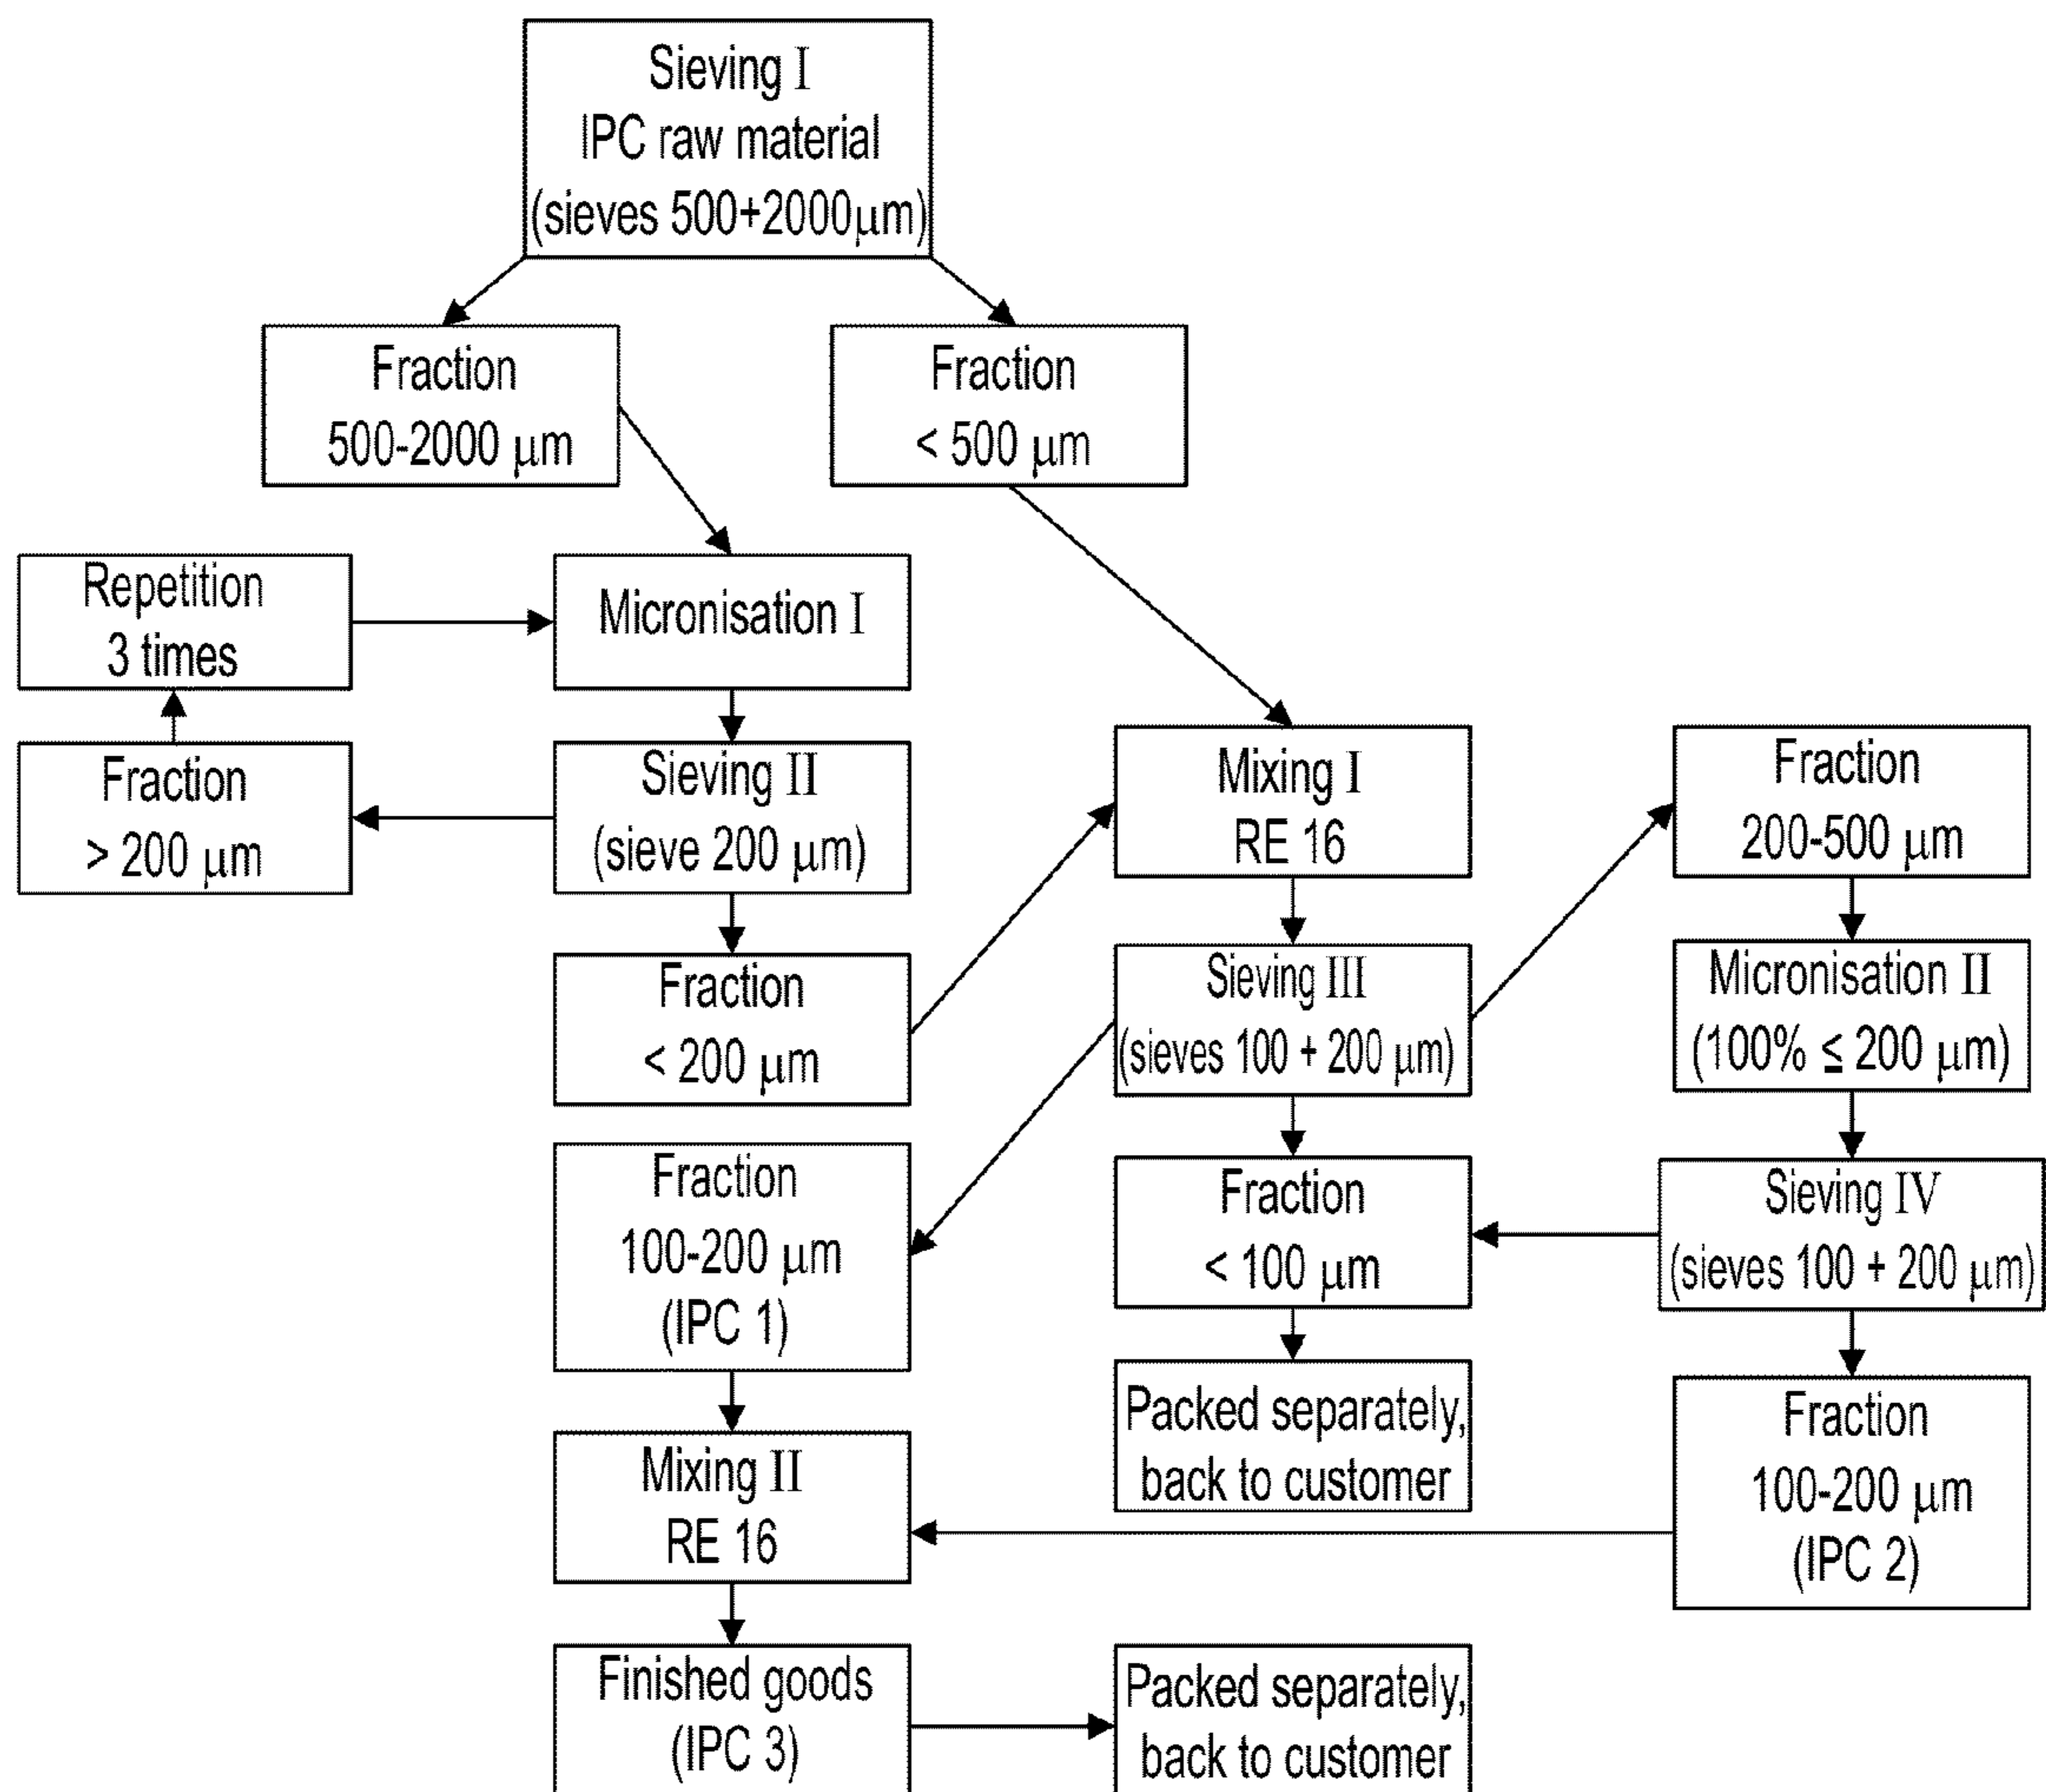 Sieving I
IPC raw material
(sieves 500+2000μm)
Fraction
500-2000 μm
Fraction
< 500 μm
Repetition
3 times
Micronisation I
Fraction
> 200 μm
Sieving II
(sieve 200 μm)
Mixing I
RE 16
Fraction
200-500 μm
Fraction
< 200 μm
Sieving III
(sieves 100 + 200 μm)
Micronisation II
(100% ≤ 200 μm)
Fraction
100-200 μm
(IPC 1)
Fraction
< 100 μm
Sieving IV
(sieves 100 + 200 μm)
Mixing II
RE 16
Packed separately,
back to customer
Fraction
100-200 μm
(IPC 2)
Finished goods
(IPC 3)
Packed separately,
back to customer